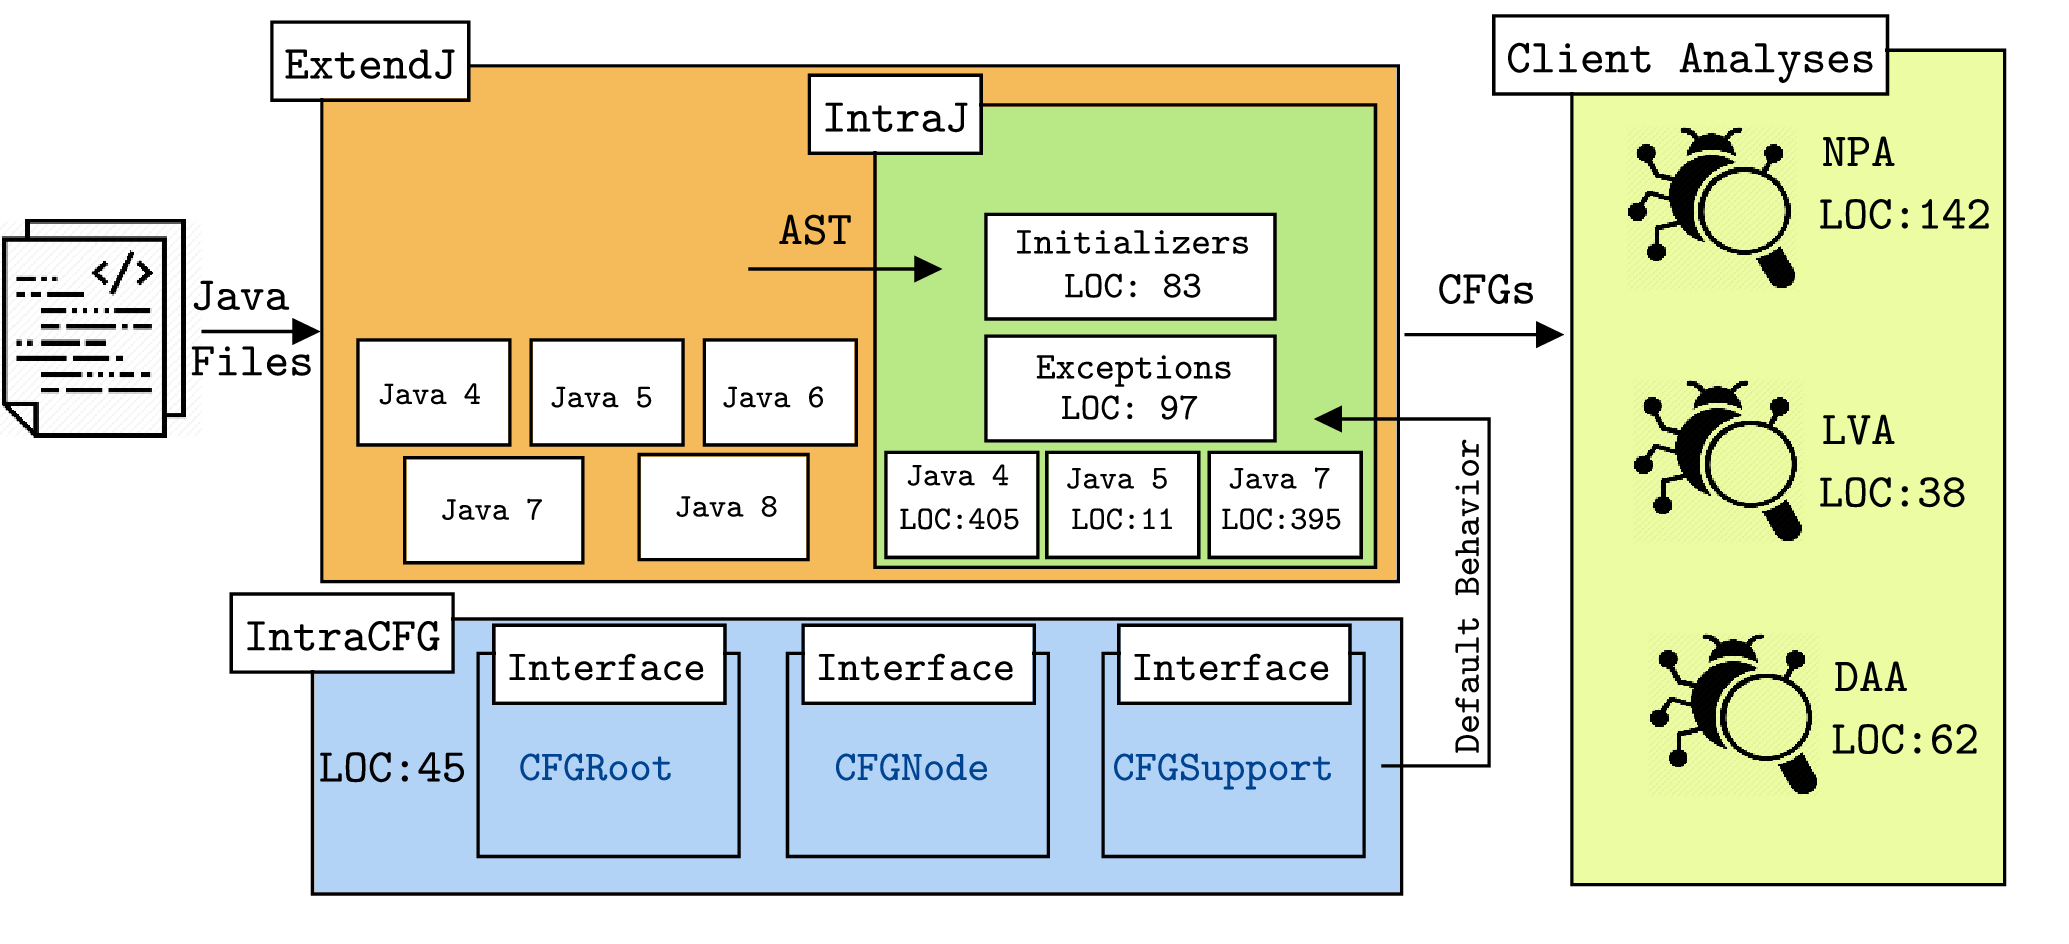 ExtendJ
IntraJ
Client Analyses
Java
Files
AST
Initializers
LOC: 83
Exceptions
LOC: 97
Java 4
Java 5
Java 6
Java 7
Java 8
Java 4
LOC:405
Java 5
LOC:11
Java 7
LOC:395
CFGs
Default Behavior
IntraCFG
LOC:45
Interface
CFGRoot
Interface
CFGNode
Interface
CFGSupport
NPA
LOC:142
LVA
LOC:38
DAA
LOC:62